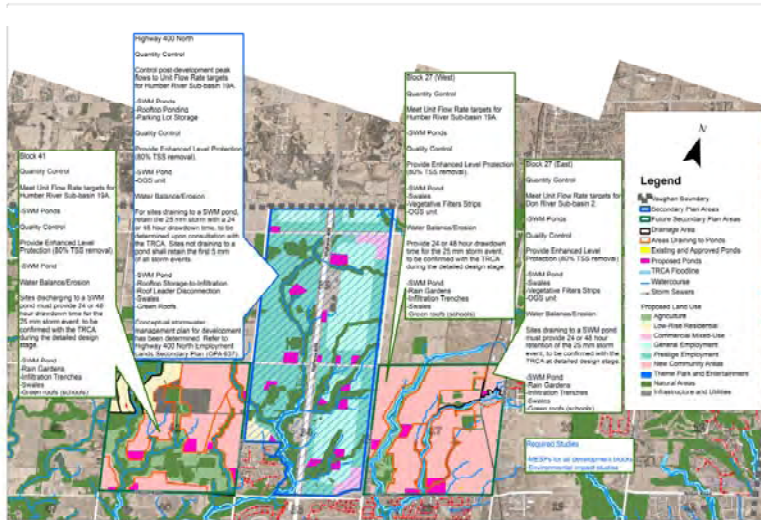 Highway 400 North
Quantity Control
Control post-development peak
flows to Unit Flow Rate targets
for Humber River Sub-basin 19A.
-SWM Ponds
-Rooftop Ponding
-Parking Lot Storage
Quality Control
Provide Enhanced Level Protection
(80% TSS removal).
-SWM Pond
-OGS unit
Water Balance/Erosion
For sites draining to a SWM pond,
retain the 25 mm storm with a 24
or 48 hour drawdown time, to be
determined upon consultation with
the TRCA. Sites not draining to a
pond shall retain the first 5 mm
of all storm events.
-SWM Pond
-Rooftop Storage-to-Infiltration
-Roof Leader Disconnection
-Swales
-Green Roofs
Conceptual stormwater
management plan for development
has been determined. Refer to
Highway 400 North Employment
Lands Secondary Plan (OPA-637)
Block 41
Quantity Control
Meet Unit Flow Rate targets for
Humber River Sub-basin 19A.
-SWM Ponds
Quality Control
Provide Enhanced Level
Protection (80% TSS removal).
-SWM Pond
Water Balance/Erosion
Sites discharging to a SWM
pond must provide 24 or 48
hour drawdown time for the
25 mm storm event, to be
confirmed with the TRCA
during the detailed design
stage.
-SWM Pond
-Rain Gardens
-Infiltration Trenches
-Swales
-Green roofs (schools)
Block 27 (West)
Quantity Control
Meet Unit Flow Rate targets for
Humber River Sub-basin 19A.
-SWM Ponds
Quality Control
Provide Enhanced Level Protection
(80% TSS removal).
-SWM Pond
-Swales
-Vegetative Filters Strips
-OGS unit
Water Balance/Erosion
Provide 24 or 48 hour drawdown
time for the 25 mm storm event,
to be confirmed with the TRCA
during the detailed design stage.
-SWM Pond
-Rain Gardens
-Infiltration Trenches
-Swales
-Green roofs (schools)
Block 27 (East)
Quantity Control
Meet Unit Flow Rate targets for
Don River Sub-basin 2.
-SWM Ponds
Quality Control
Provide Enhanced Level
Protection (80% TSS removal).
-SWM Pond
-Swales
-Vegetative Filters Strips
-OGS unit
Water Balance/Erosion
Sites draining to a SWM pond
must provide 24 or 48 hour
retention of the 25 mm storm
event, to be confirmed with the
TRCA at detailed design stage.
-SWM Pond
-Rain Gardens
-Infiltration Trenches
-Swales
-Green roofs (schools)
Required Studies
-MESPs for all development blocks
-Environmental impact studies
N
Legend
Vaughan Boundary
Secondary Plan Areas
Future Secondary Plan Areas
Drainage Area
Areas Draining to Ponds
Existing and Approved Ponds
Proposed Ponds
TRCA Floodline
Watercourse
Storm Sewers
Proposed Land Use
Agriculture
Low-Rise Residential
Commercial Mixed-Use
General Employment
Prestige Employment
New Community Areas
Theme Park and Entertainment
Natural Areas
Infrastructure and Utilities